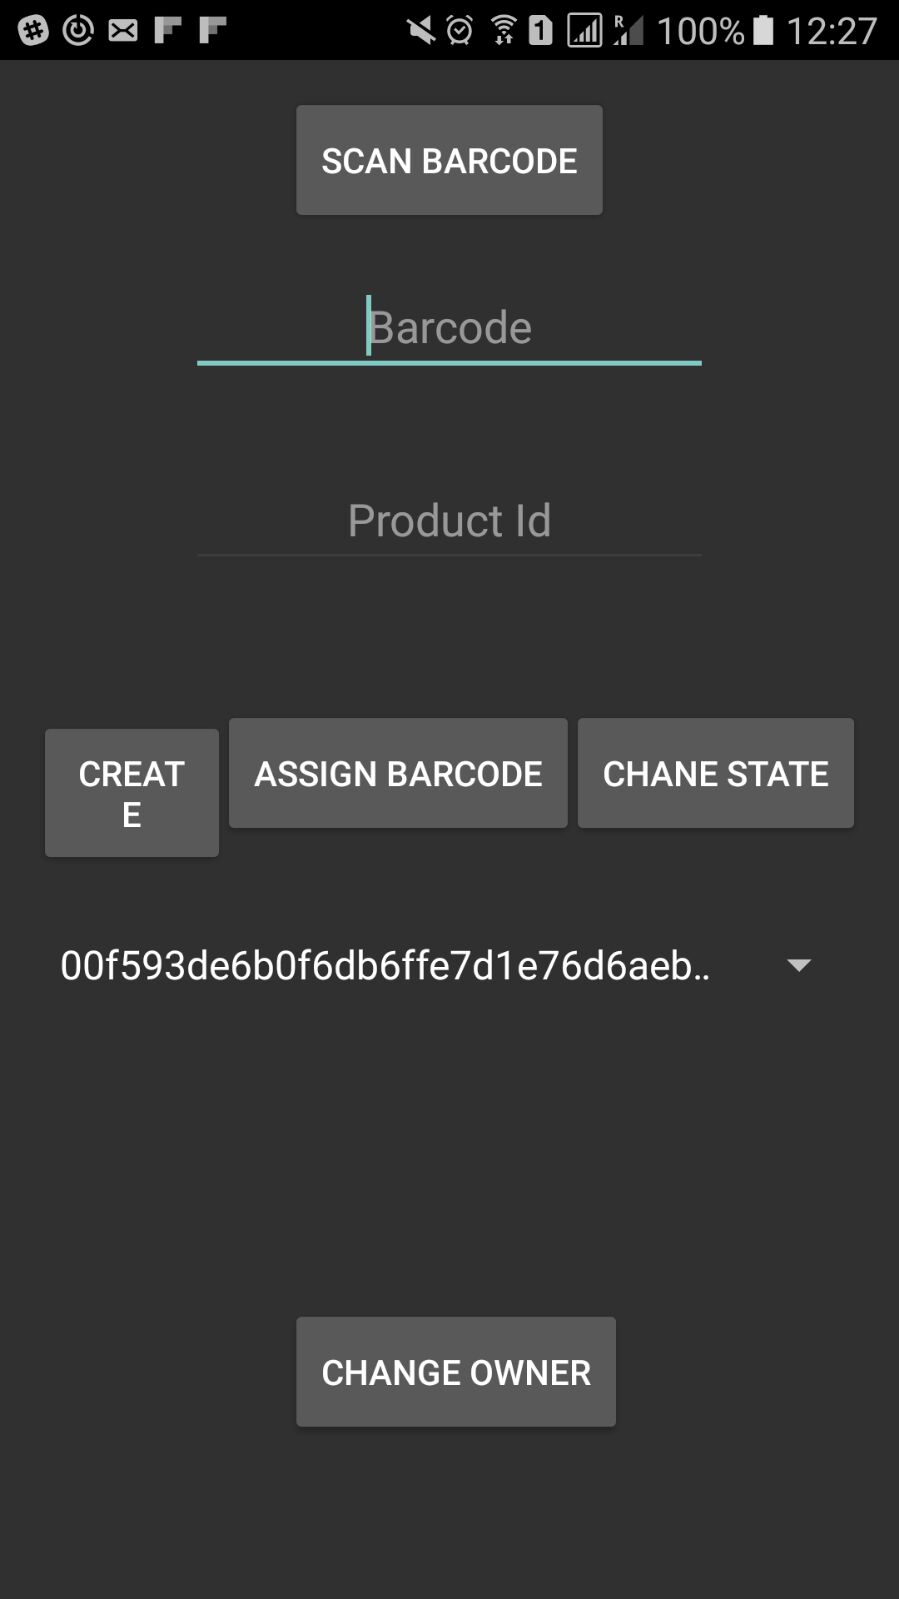 1 R 100% 12:27
SCAN BARCODE
Barcode
Product Id
CREAT
E
ASSIGN BARCODE
CHANE STATE
00f593de6b0f6db6ffe7d1e76d6aeb..
CHANGE OWNER